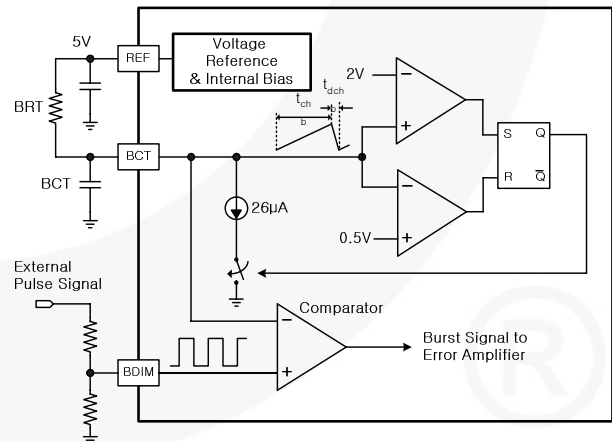 5V
REF
Voltage
Reference
& Internal Bias
BRT
BCT
BCT
tch
b
tdch
b
2V
−
+
−
+
0.5V
S
Q
R
Q̅
26µA
External
Pulse Signal
BDIM
Comparator
−
+
Burst Signal to
Error Amplifier
®